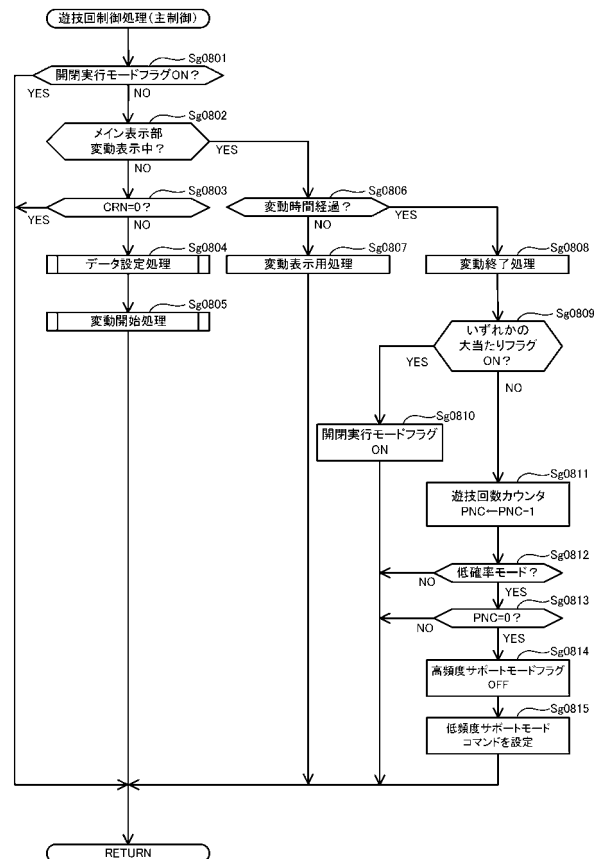 遊技回制御処理(主制御)
Sg0801
開閉実行モードフラグON?
YES
NO
Sg0802
メイン表示部
変動表示中?
YES
NO
Sg0803
CRN=0?
YES
NO
Sg0804
データ設定処理
Sg0805
変動開始処理
Sg0806
変動時間経過?
YES
NO
Sg0807
変動表示用処理
Sg0808
変動終了処理
Sg0809
いずれかの
大当たりフラグ
ON?
YES
NO
Sg0810
開閉実行モードフラグ
ON
Sg0811
遊技回数カウンタ
PNC←PNC-1
Sg0812
低確率モード?
NO
YES
Sg0813
PNC=0?
NO
YES
Sg0814
高頻度サポートモードフラグ
OFF
Sg0815
低頻度サポートモード
コマンドを設定
RETURN